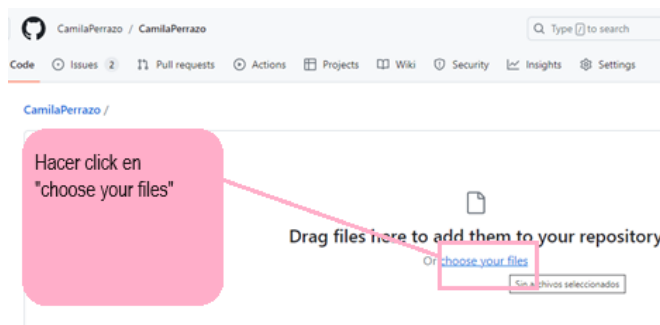 CamilaPerrazo / CamilaPerrazo
Type / to search
Code Issues 2 Pull requests Actions Projects Wiki Security Insights Settings
CamilaPerrazo /
Hacer click en
"choose your files"
Drag files here to add them to your repository
Or choose your files
Sin archivos seleccionados